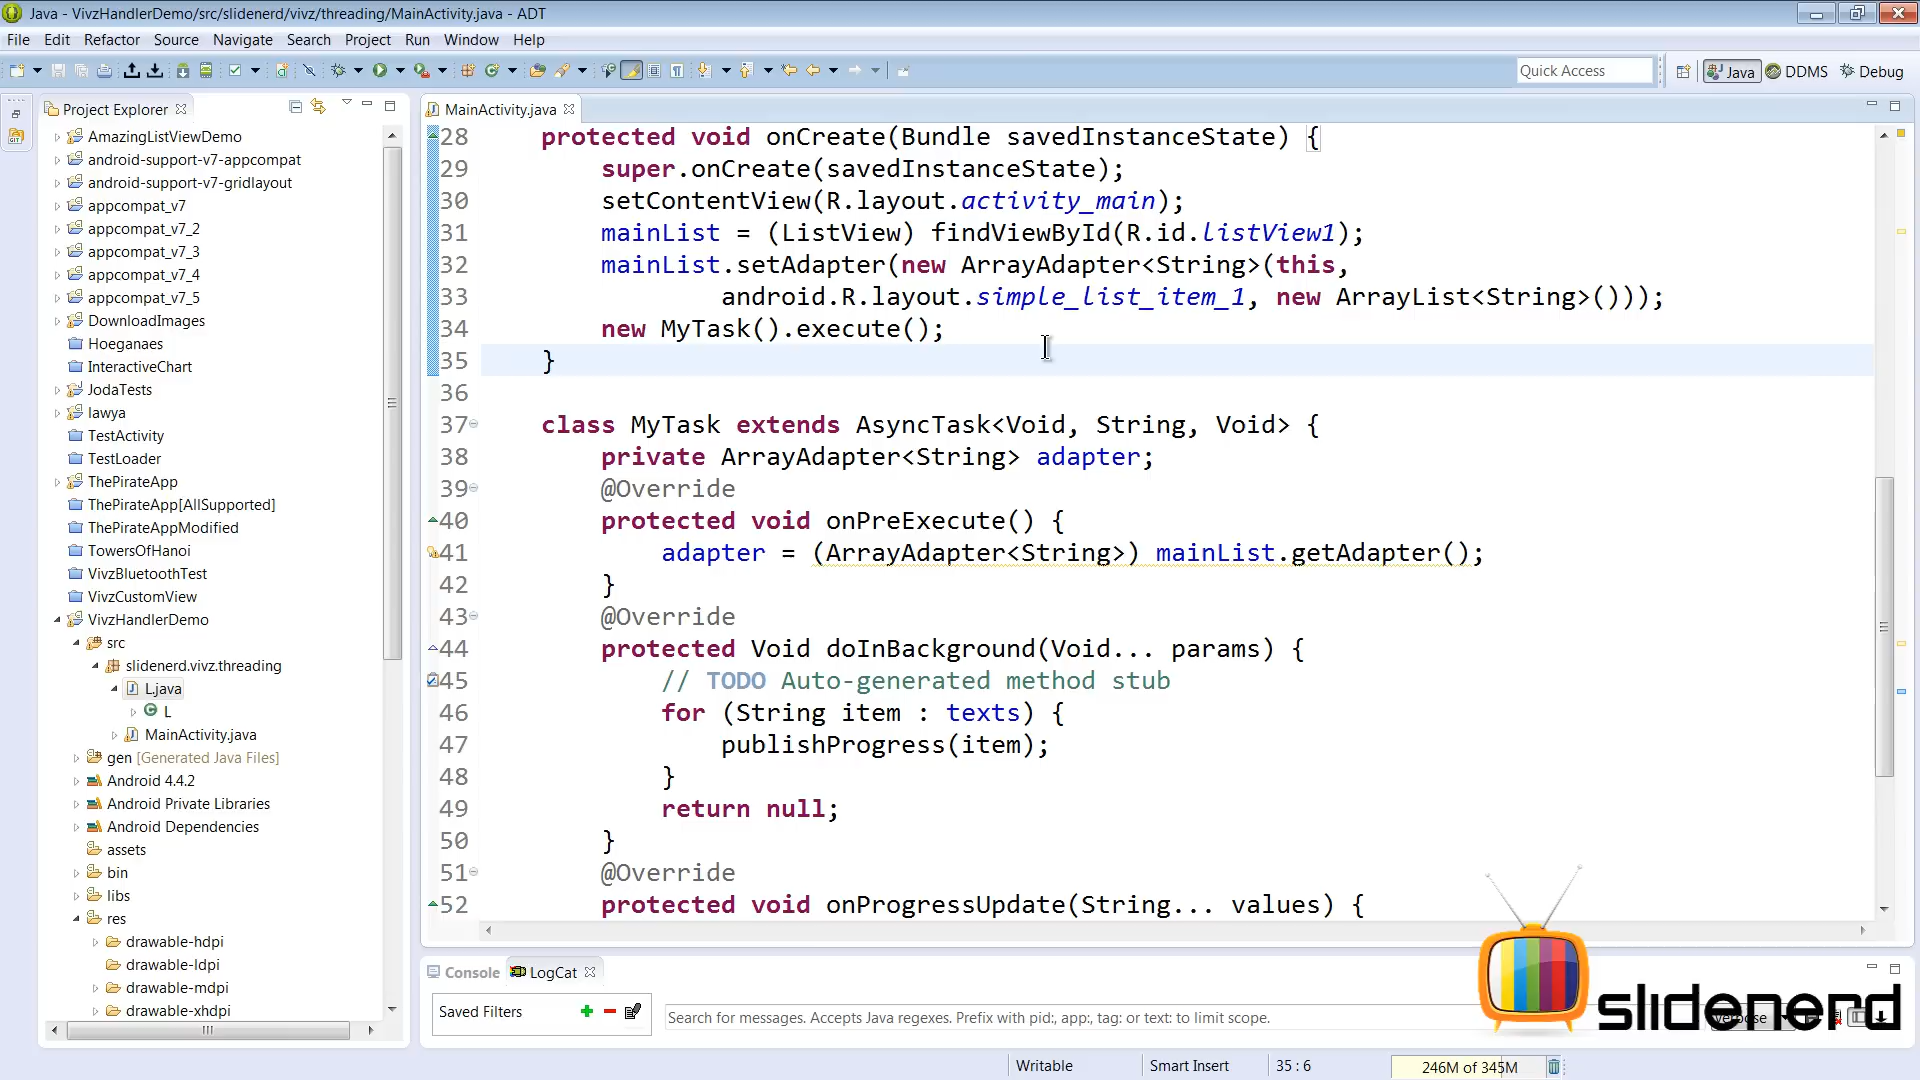 Java - VivzHandlerDemo/src/slidenerd/vivz/threading/MainActivity.java - ADT
File Edit Refactor Source Navigate Search Project Run Window Help
Quick Access
Java
DDMS
Debug
Project Explorer
AmazingListViewDemo
android-support-v7-appcompat
android-support-v7-gridlayout
appcompat_v7
appcompat_v7_2
appcompat_v7_3
appcompat_v7_4
appcompat_v7_5
DownloadImages
Hoeganaes
InteractiveChart
JodaTests
lawya
TestActivity
TestLoader
ThePirateApp
ThePirateApp[AllSupported]
ThePirateAppModified
TowersOfHanoi
VivzBluetoothTest
VivzCustomView
VivzHandlerDemo
src
slidenerd.vivz.threading
L.java
L
MainActivity.java
gen [Generated Java Files]
Android 4.4.2
Android Private Libraries
Android Dependencies
assets
bin
libs
res
drawable-hdpi
drawable-ldpi
drawable-mdpi
drawable-xhdpi
MainActivity.java
28 protected void onCreate(Bundle savedInstanceState) {
29 super.onCreate(savedInstanceState);
30 setContentView(R.layout.activity_main);
31 mainList = (ListView) findViewById(R.id.listView1);
32 mainList.setAdapter(new ArrayAdapter<String>(this,
33 android.R.layout.simple_list_item_1, new ArrayList<String>()));
34 new MyTask().execute();
35 }
36
37 class MyTask extends AsyncTask<Void, String, Void> {
38 private ArrayAdapter<String> adapter;
39 @Override
40 protected void onPreExecute() {
41 adapter = (ArrayAdapter<String>) mainList.getAdapter();
42 }
43 @Override
44 protected Void doInBackground(Void... params) {
45 // TODO Auto-generated method stub
46 for (String item : texts) {
47 publishProgress(item);
48 }
49 return null;
50 }
51 @Override
52 protected void onProgressUpdate(String... values) {
Console LogCat
Saved Filters
Search for messages. Accepts Java regexes. Prefix with pid:, app:, tag: or text: to limit scope.
slidenerd
Writable
Smart Insert
35 : 6
246M of 345M